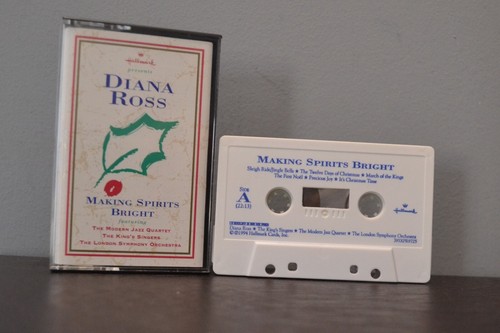 Hallmark
presents
DIANA
ROSS
MAKING SPIRITS
BRIGHT
featuring
THE MODERN JAZZ QUARTET
THE KING'S SINGERS
THE LONDON SYMPHONY ORCHESTRA
MAKING SPIRITS BRIGHT
Sleigh Ride/Jingle Bells ★ The Twelve Days of Christmas ★ March of the Kings
The First Noël ★ Precious Joy ★ It's Christmas Time
Side
A
(22:13)
Hallmark
Diana Ross ★ The King's Singers ★ The Modern Jazz Quartet ★ The London Symphony Orchestra
©℗1994 Hallmark Cards, Inc.